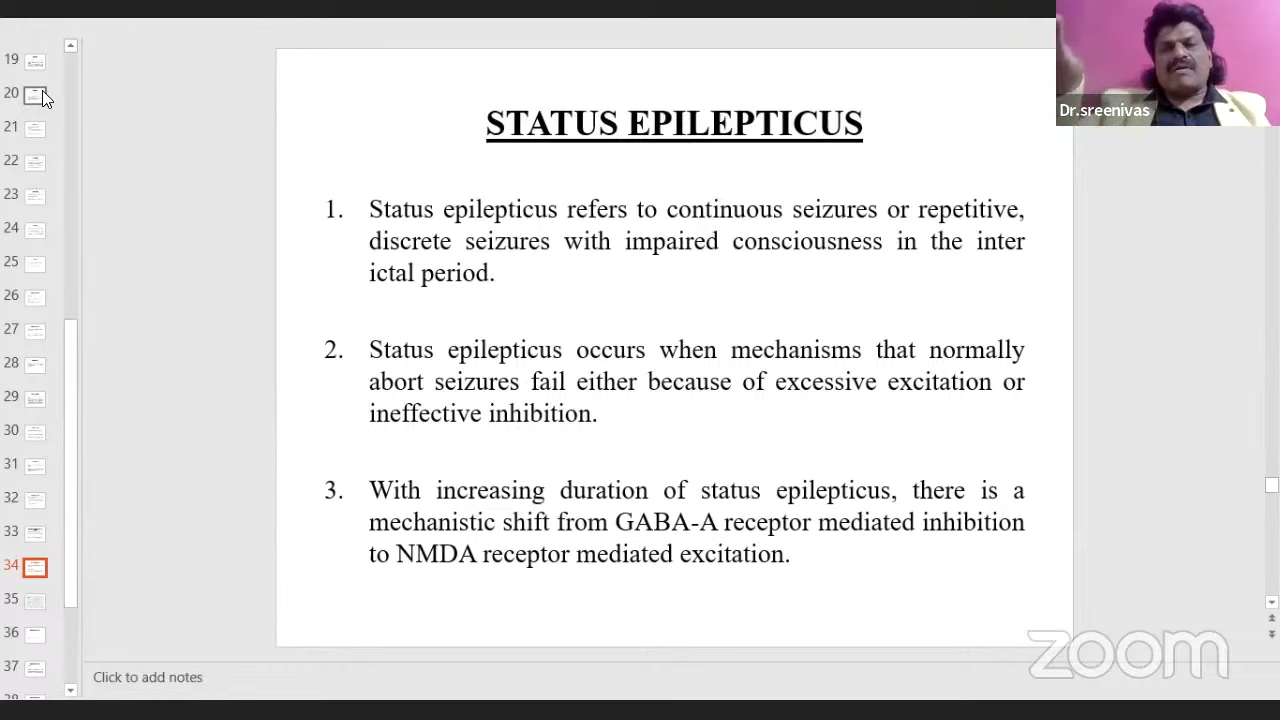 Dr.sreenivas
19
20
21
22
23
24
25
26
27
28
29
30
31
32
33
34
35
36
37
STATUS EPILEPTICUS
1. Status epilepticus refers to continuous seizures or repetitive,
discrete seizures with impaired consciousness in the inter
ictal period.
2. Status epilepticus occurs when mechanisms that normally
abort seizures fail either because of excessive excitation or
ineffective inhibition.
3. With increasing duration of status epilepticus, there is a
mechanistic shift from GABA-A receptor mediated inhibition
to NMDA receptor mediated excitation.
zoom
Click to add notes